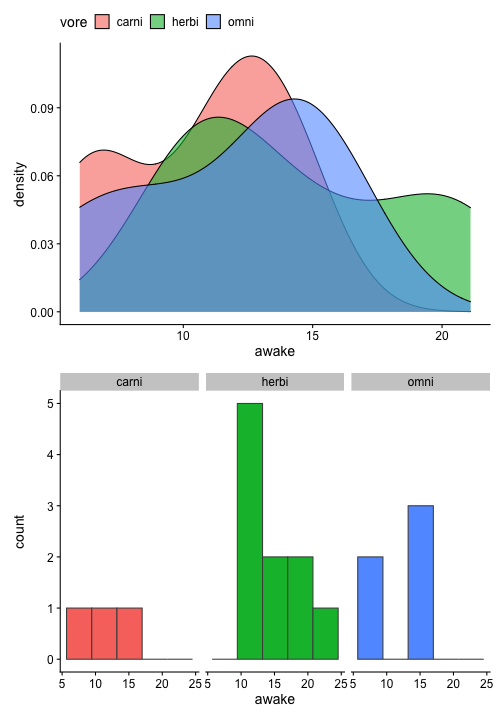 vore carni herbi omni
0.09
0.06
0.03
0.00
density
10 15 20
awake
carni herbi omni
5
4
3
2
1
0
count
5 10 15 20 25 5 10 15 20 25 5 10 15 20 25
awake